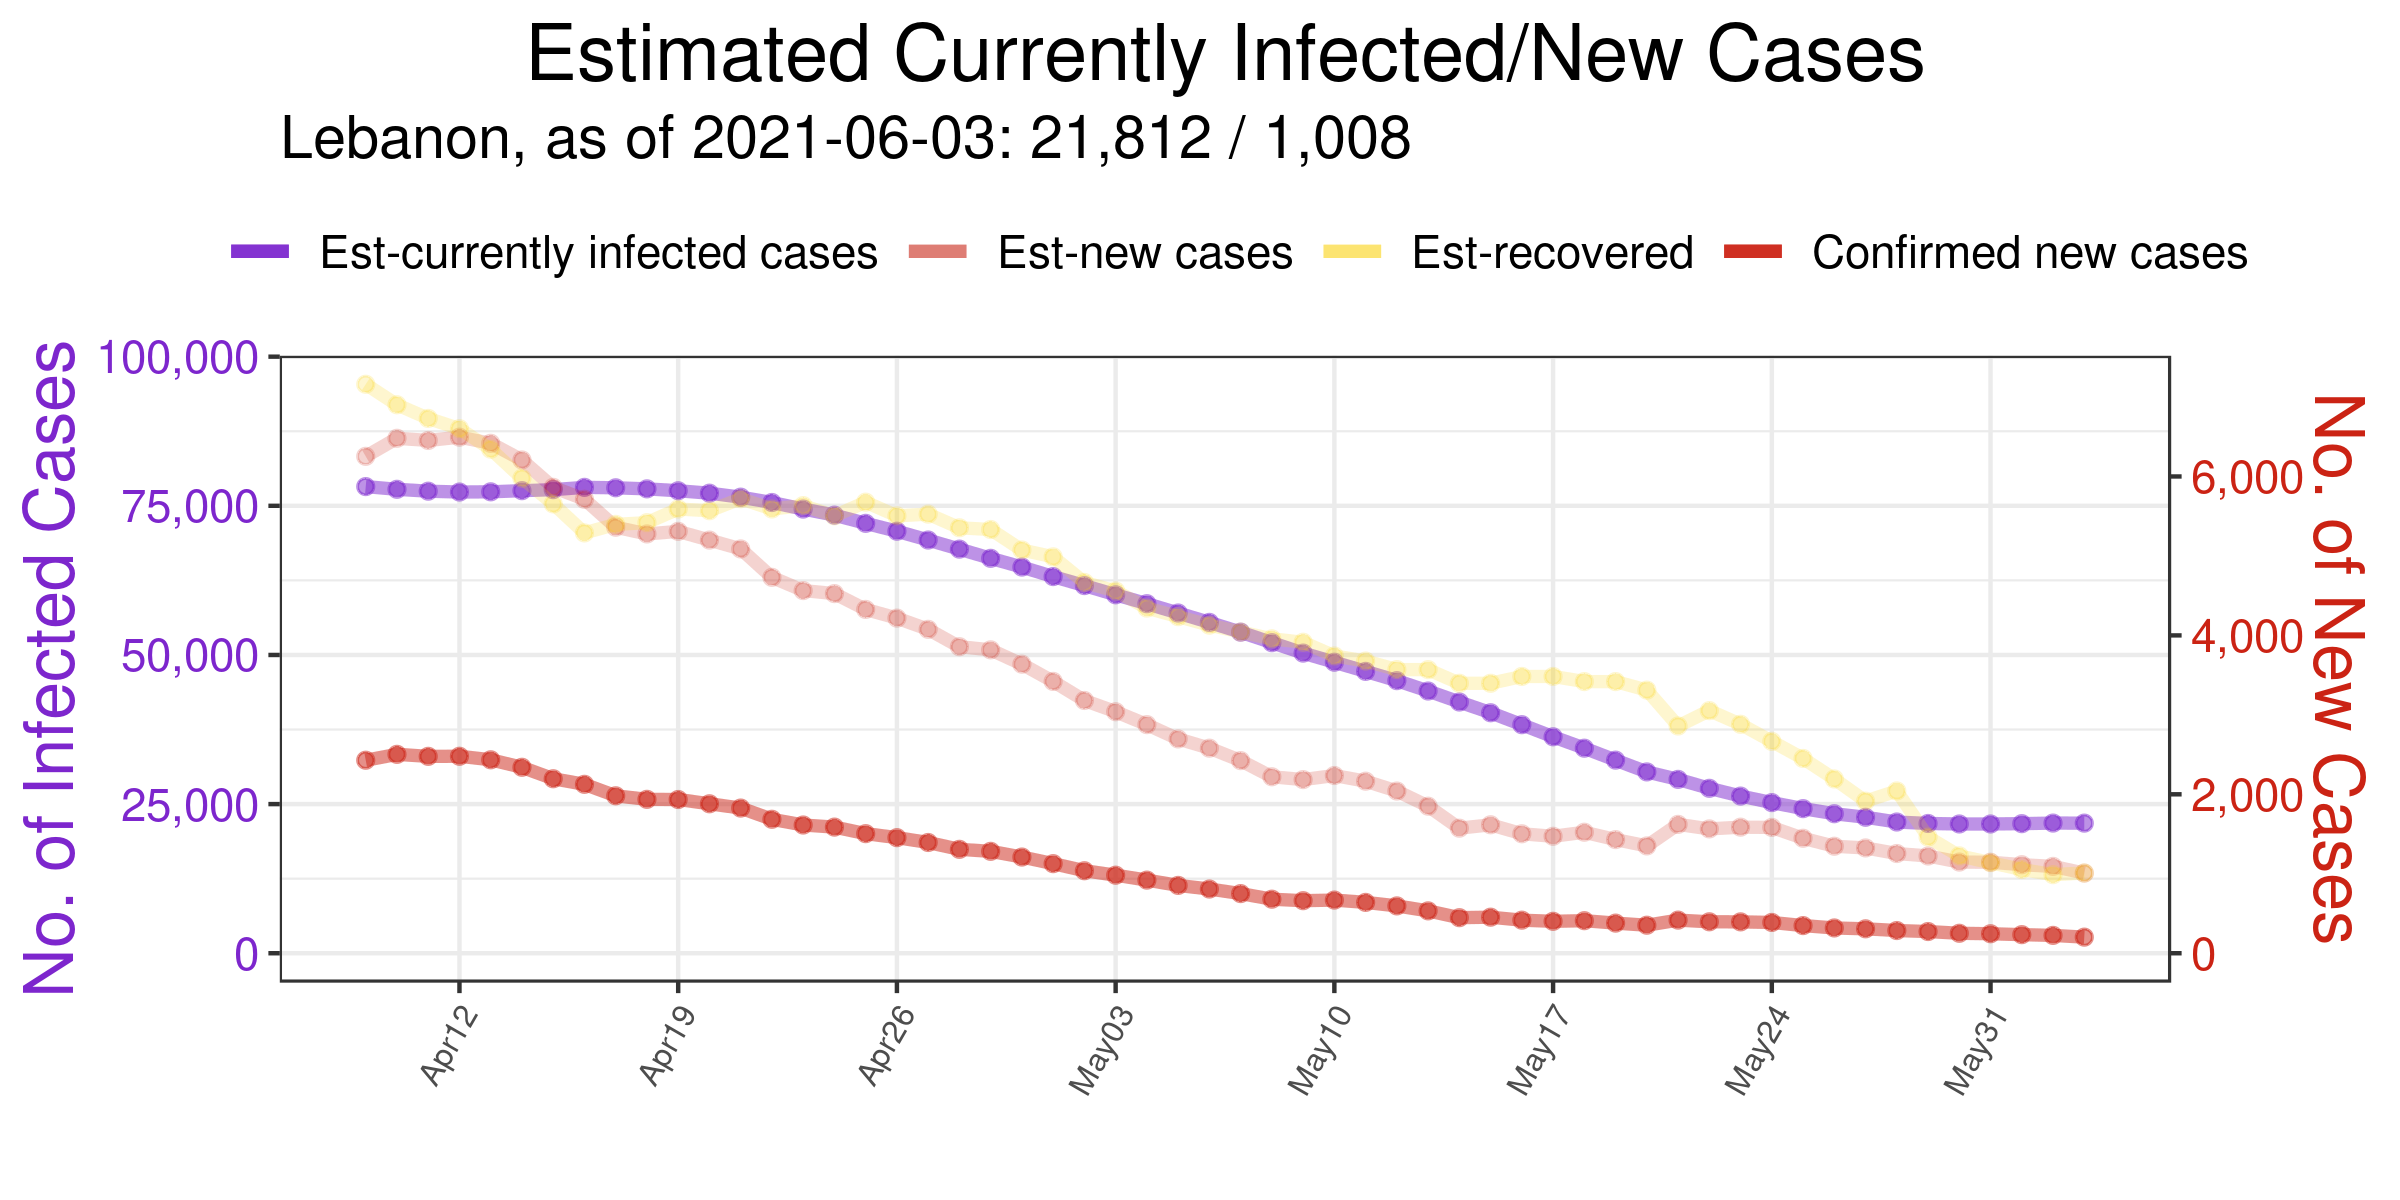 Estimated Currently Infected/New Cases
Lebanon, as of 2021-06-03: 21,812 / 1,008
Est-currently infected cases Est-new cases Est-recovered Confirmed new cases
No. of Infected Cases
100,000
75,000
50,000
25,000
0
6,000
4,000
2,000
0
No. of New Cases
Apr12 Apr19 Apr26 May03 May10 May17 May24 May31